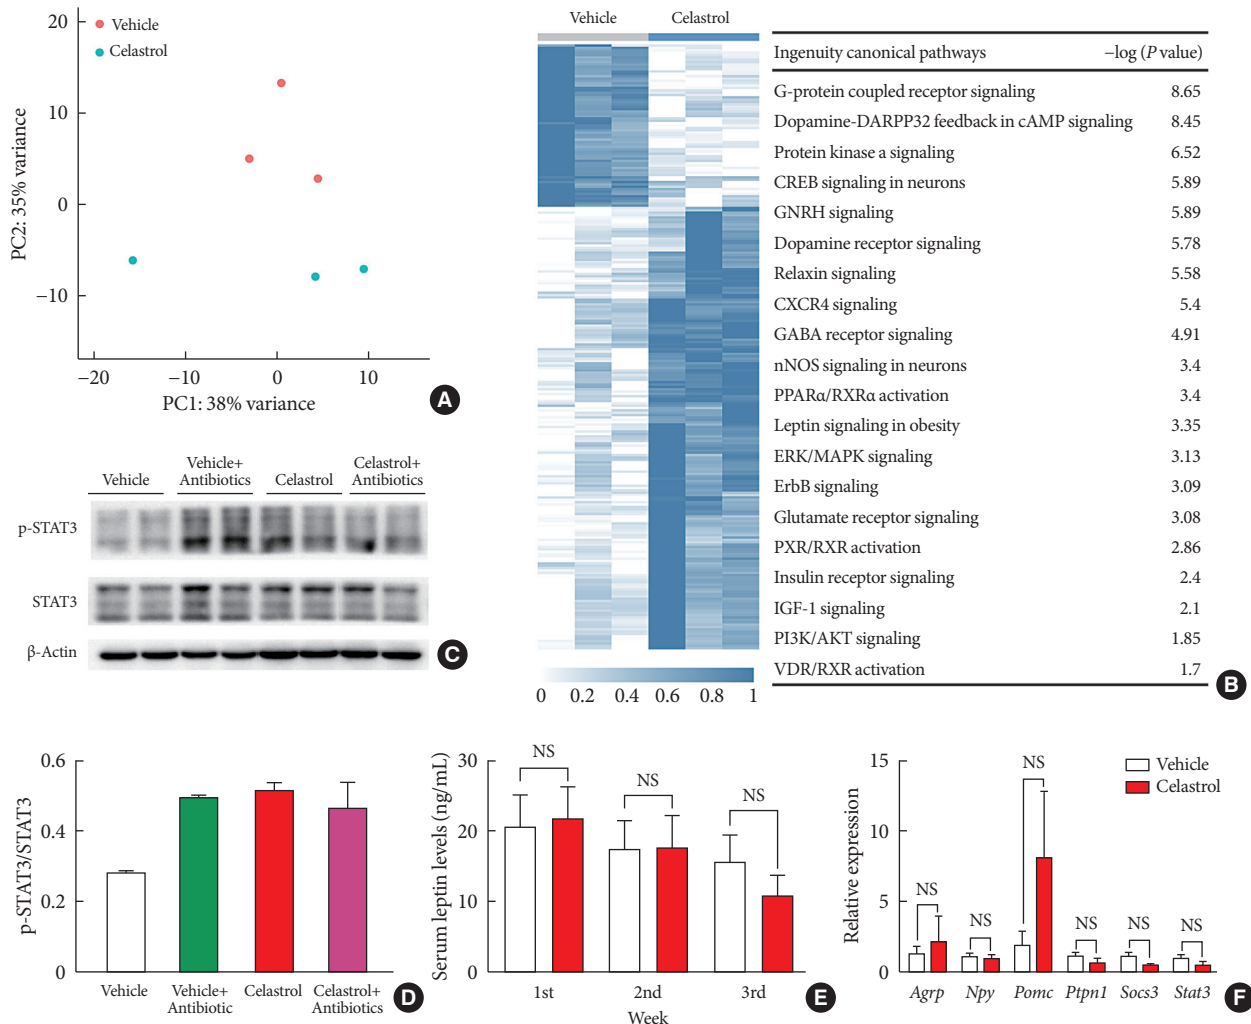 20
10
0
−10
PC2: 35% variance
Vehicle
Celastrol
−20
−10
0
10
PC1: 38% variance
A
Vehicle
Celastrol
0
0.2
0.4
0.6
0.8
1
Ingenuity canonical pathways −log (P value)
G-protein coupled receptor signaling 8.65
Dopamine-DARPP32 feedback in cAMP signaling 8.45
Protein kinase a signaling 6.52
CREB signaling in neurons 5.89
GNRH signaling 5.89
Dopamine receptor signaling 5.78
Relaxin signaling 5.58
CXCR4 signaling 5.4
GABA receptor signaling 4.91
nNOS signaling in neurons 3.4
PPARα/RXRα activation 3.4
Leptin signaling in obesity 3.35
ERK/MAPK signaling 3.13
ErbB signaling 3.09
Glutamate receptor signaling 3.08
PXR/RXR activation 2.86
Insulin receptor signaling 2.4
IGF-1 signaling 2.1
PI3K/AKT signaling 1.85
VDR/RXR activation 1.7
B
Vehicle
Vehicle+
Antibiotics
Celastrol
Celastrol+
Antibiotics
p-STAT3
STAT3
β-Actin
C
0.6
0.4
0.2
0
p-STAT3/STAT3
Vehicle
Vehicle+
Antibiotic
Celastrol
Celastrol+
Antibiotics
D
30
20
10
0
Serum leptin levels (ng/mL)
NS
NS
NS
1st
2nd
3rd
Week
E
15
10
5
0
Relative expression
Vehicle
Celastrol
NS
NS
NS
NS
NS
NS
Agrp
Npy
Pomc
Ptpn1
Socs3
Stat3
F